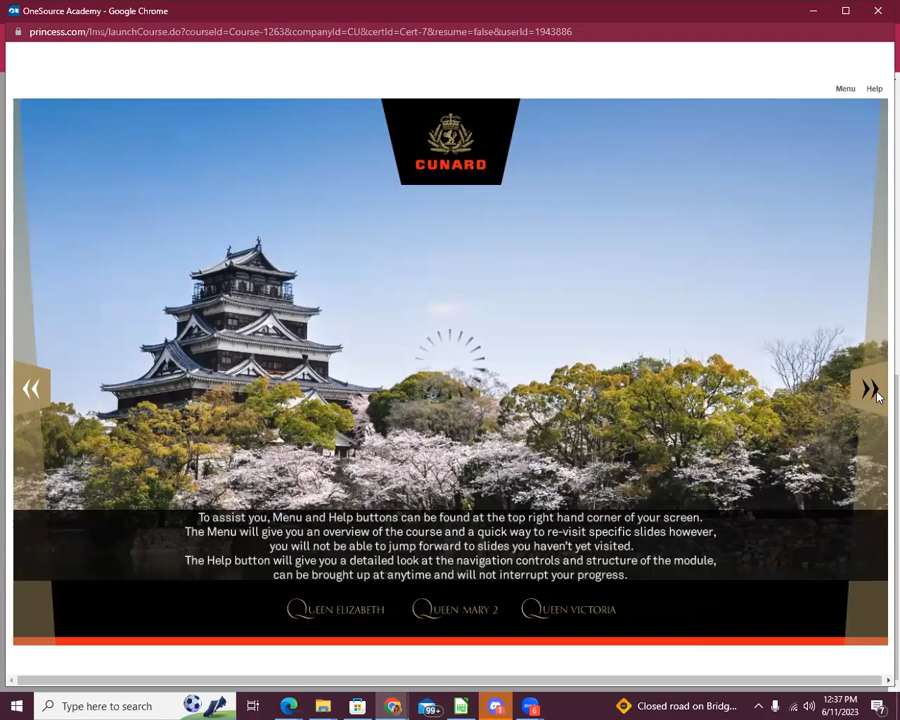 OneSource Academy - Google Chrome
princess.com/lms/launchCourse.do?courseId=Course-1263&companyId=CU&certId=Cert-7&resume=false&userId=1943886
Menu Help
CUNARD
To assist you, Menu and Help buttons can be found at the top right hand corner of your screen.
The Menu will give you an overview of the course and a quick way to re-visit specific slides however,
you will not be able to jump forward to slides you haven't yet visited.
The Help button will give you a detailed look at the navigation controls and structure of the module,
can be brought up at anytime and will not interrupt your progress.
QUEEN ELIZABETH QUEEN MARY 2 QUEEN VICTORIA
Type here to search
99+
1
6
Closed road on Bridg...
12:37 PM
6/11/2023
7